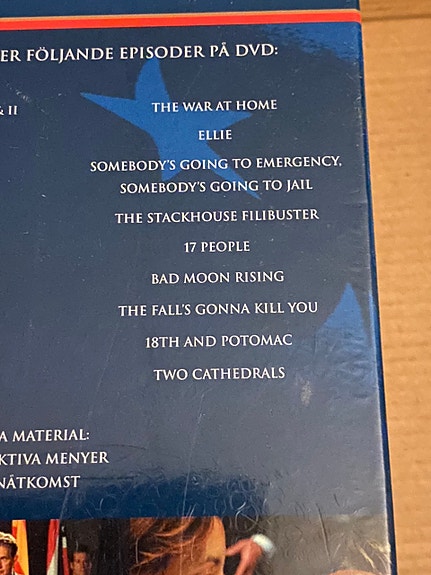 ER FÖLJANDE EPISODER PÅ DVD:
& II
THE WAR AT HOME
ELLIE
SOMEBODY'S GOING TO EMERGENCY,
SOMEBODY'S GOING TO JAIL
THE STACKHOUSE FILIBUSTER
17 PEOPLE
BAD MOON RISING
THE FALL'S GONNA KILL YOU
18TH AND POTOMAC
TWO CATHEDRALS
A MATERIAL:
KTIVA MENYER
NÅTKOMST